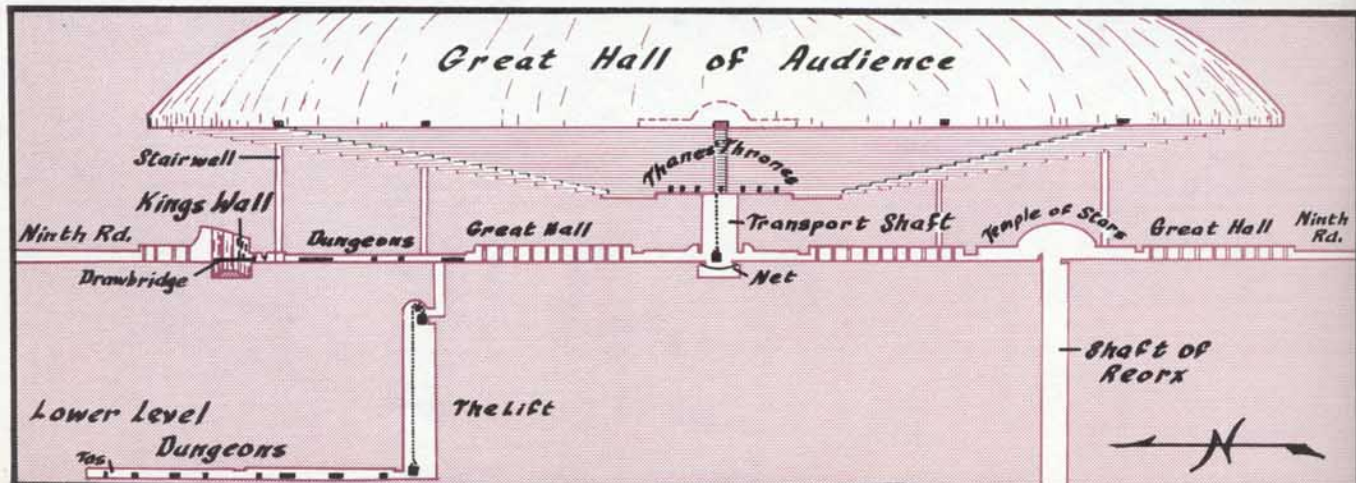 Great Hall of Audience
Stairwell
Thanes' Thrones
Kings Wall
Ninth Rd.
Dungeons
Great Hall
Transport Shaft
Temple of Stars
Great Hall
Ninth
Rd.
Drawbridge
Net
Shaft of
Reorx
Lower Level
The Lift
Dungeons
Tas
N